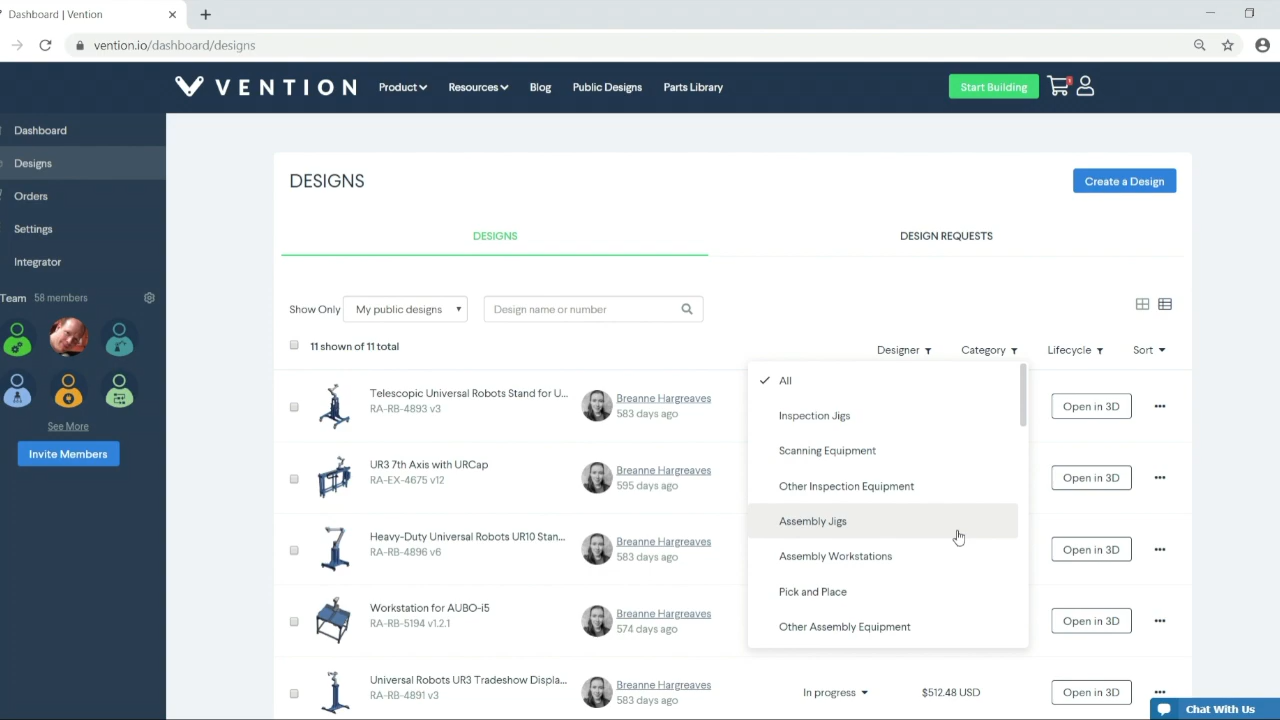 Dashboard | Vention
vention.io/dashboard/designs
VENTION
Product
Resources
Blog
Public Designs
Parts Library
Start Building
Dashboard
Designs
Orders
Settings
Integrator
Team 58 members
See More
Invite Members
DESIGNS
Create a Design
DESIGNS
DESIGN REQUESTS
Show Only
My public designs
Design name or number
11 shown of 11 total
Designer
Category
Lifecycle
Sort
Telescopic Universal Robots Stand for U...
RA-RB-4893 v3
Breanne Hargreaves
583 days ago
Open in 3D
UR3 7th Axis with URCap
RA-EX-4675 v12
Breanne Hargreaves
595 days ago
Open in 3D
Heavy-Duty Universal Robots UR10 Stan...
RA-RB-4896 v6
Breanne Hargreaves
583 days ago
Open in 3D
Workstation for AUBO-i5
RA-RB-5194 v1.2.1
Breanne Hargreaves
574 days ago
Open in 3D
Universal Robots UR3 Tradeshow Displa...
RA-RB-4891 v3
Breanne Hargreaves
583 days ago
In progress
$512.48 USD
Open in 3D
All
Inspection Jigs
Scanning Equipment
Other Inspection Equipment
Assembly Jigs
Assembly Workstations
Pick and Place
Other Assembly Equipment
Chat With Us